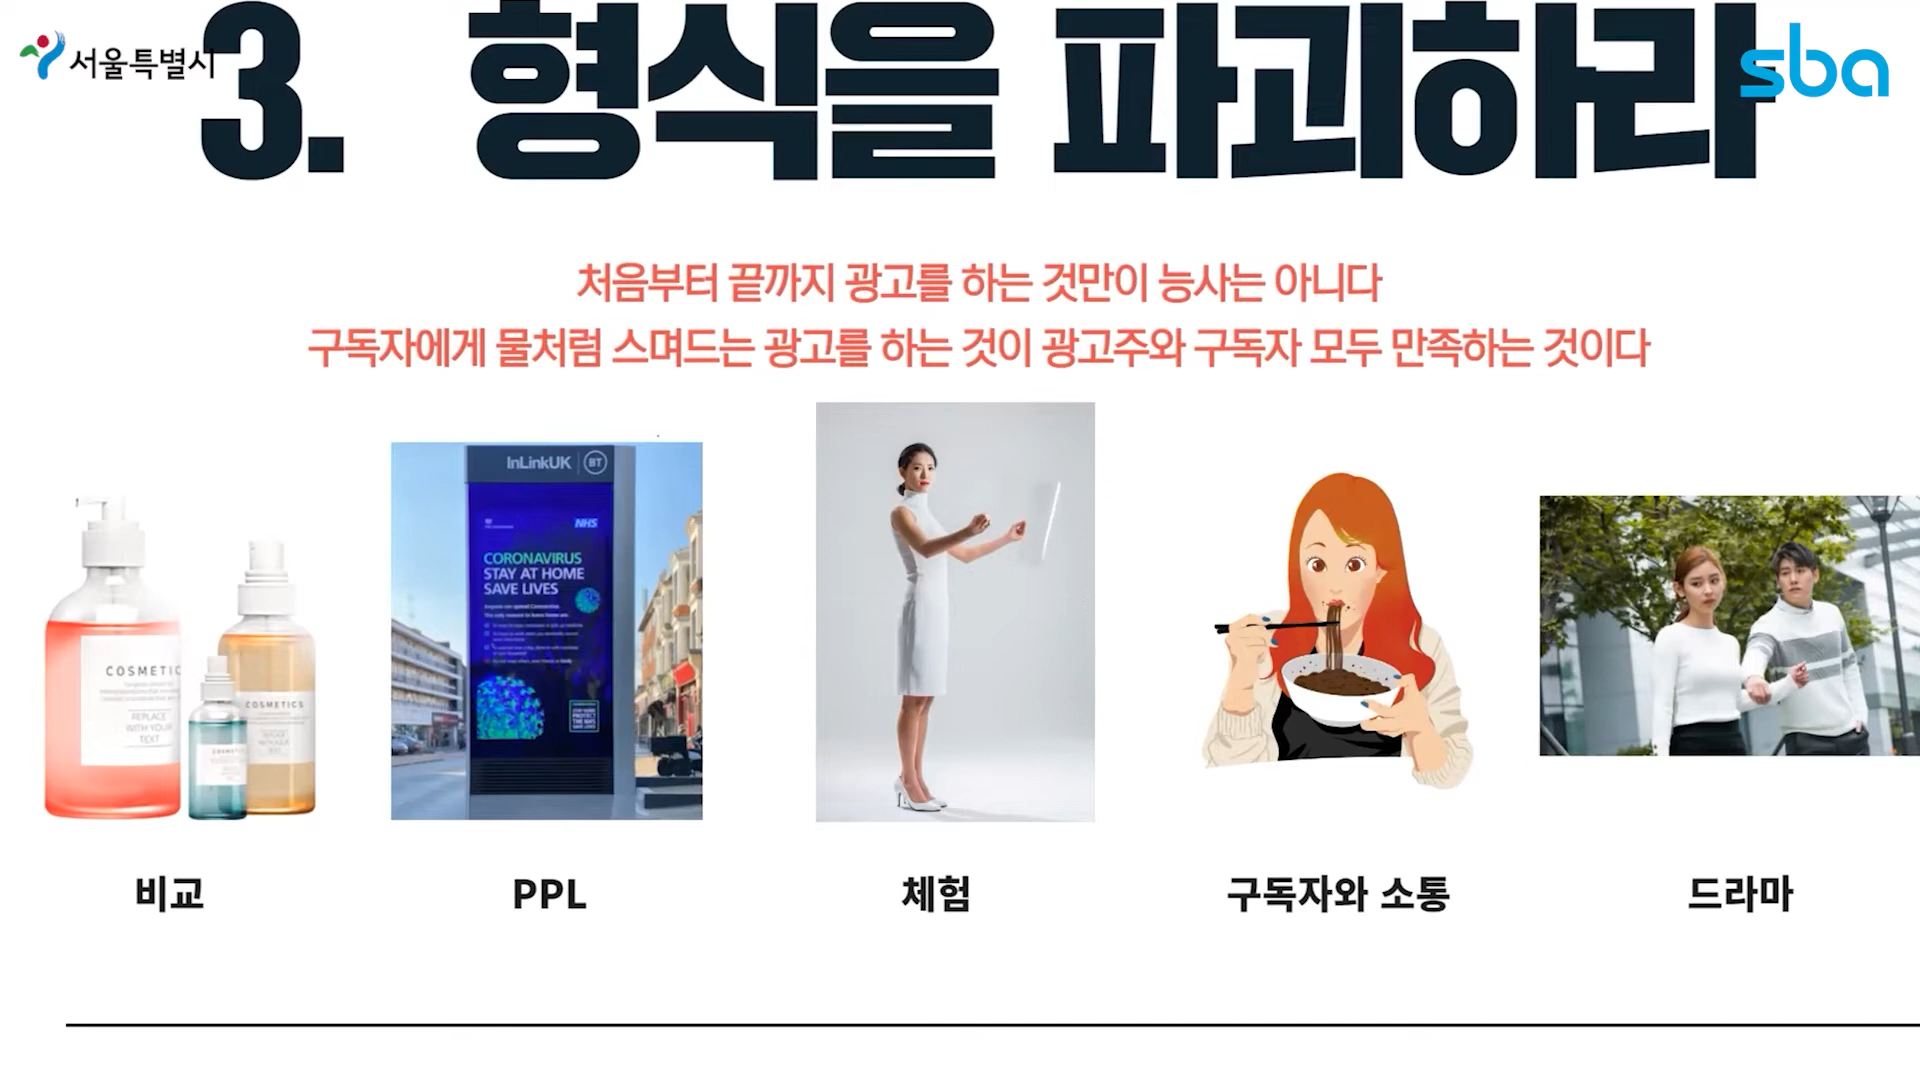 서울특별시
sba
3. 형식을 파괴하라
처음부터 끝까지 광고를 하는 것만이 능사는 아니다
구독자에게 물처럼 스며드는 광고를 하는 것이 광고주와 구독자 모두 만족하는 것이다
COSMETIC
REPLACE
WITH YOUR
TEXT
COSMETICS
COSMETIC
InLinkUK BT
NHS
CORONAVIRUS
STAY AT HOME
SAVE LIVES
비교
PPL
체험
구독자와 소통
드라마